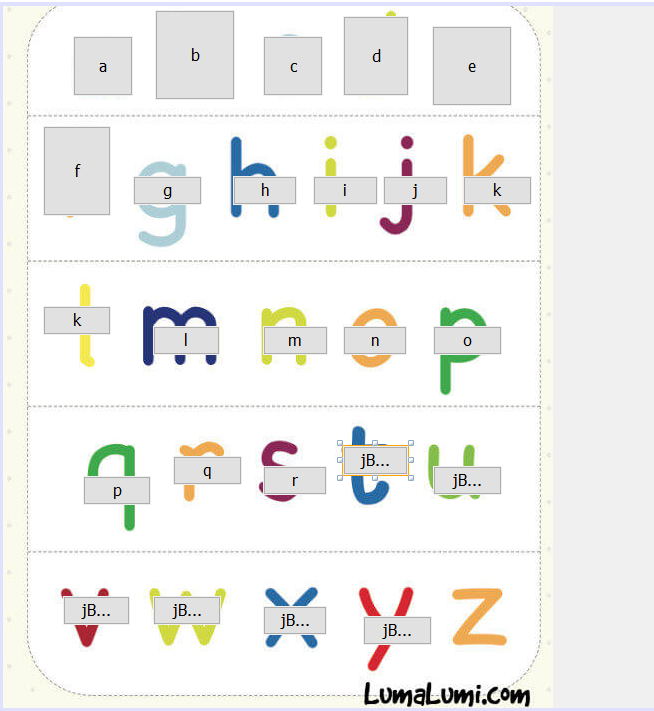 a b c d e
g h i j k
f g h i j k
l m n o p
k l m n o
q r s t u
p q r jB... jB...
v w x y z
jB... jB... jB... jB...
LumaLumi.com